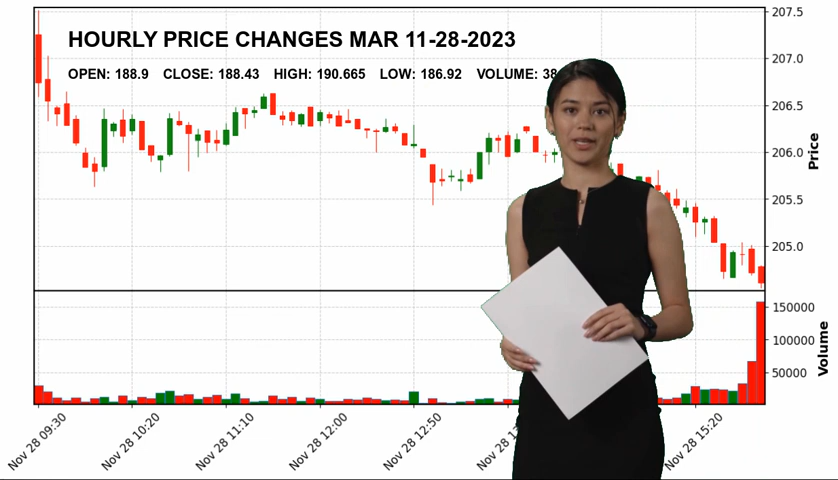 HOURLY PRICE CHANGES MAR 11-28-2023
OPEN: 188.9 CLOSE: 188.43 HIGH: 190.665 LOW: 186.92 VOLUME: 38
207.5
207.0
206.5
206.0
205.5
205.0
Price
150000
100000
50000
Volume
Nov 28 09:30
Nov 28 10:20
Nov 28 11:10
Nov 28 12:00
Nov 28 12:50
Nov 28
Nov 28 15:20